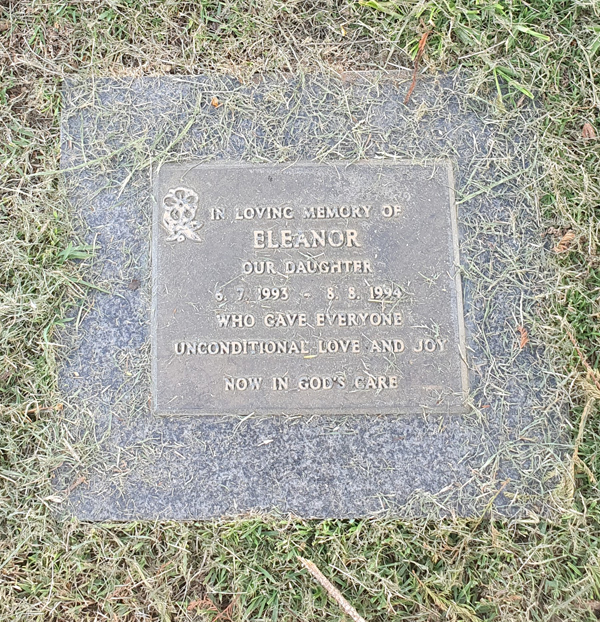 IN LOVING MEMORY OF
ELEANOR
OUR DAUGHTER
6. 7. 1993 - 8. 8. 1994
WHO GAVE EVERYONE
UNCONDITIONAL LOVE AND JOY
NOW IN GOD'S CARE